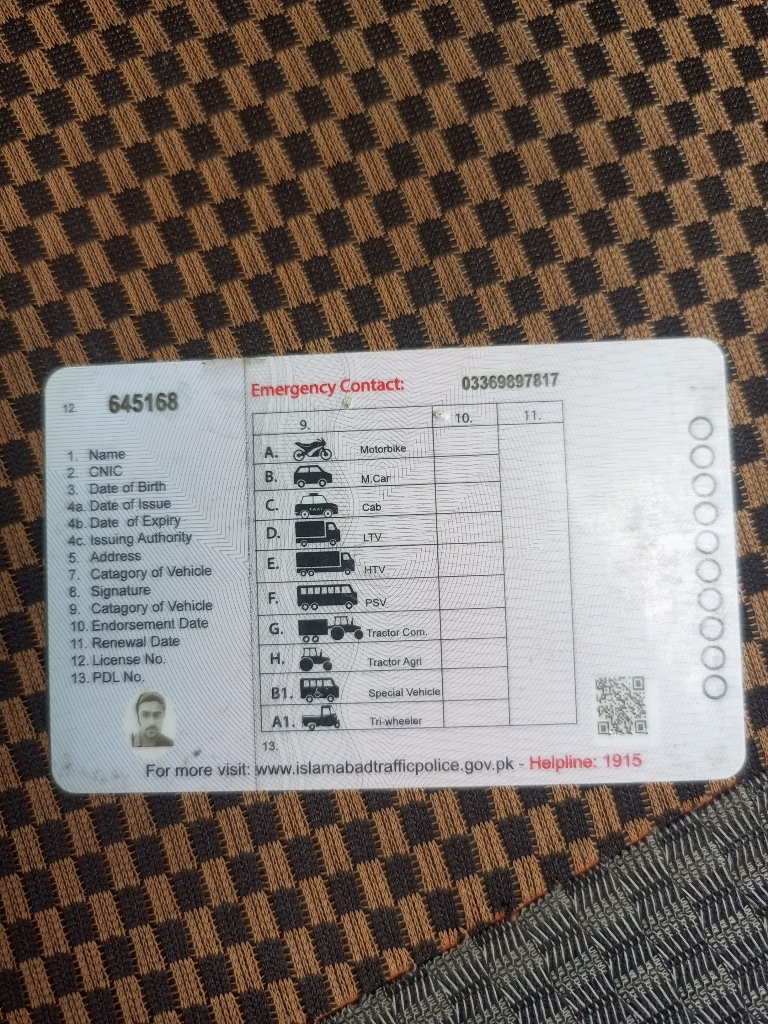 12. 645168
Emergency Contact: 03369897817
1. Name
2. CNIC
3. Date of Birth
4a. Date of Issue
4b. Date of Expiry
4c. Issuing Authority
5. Address
7. Catagory of Vehicle
8. Signature
9. Catagory of Vehicle
10. Endorsement Date
11. Renewal Date
12. License No.
13. PDL No.
9. 10. 11.
A. Motorbike
B. M.Car
C. TAXI Cab
D. LTV
E. HTV
F. PSV
G. Tractor Com.
H. Tractor Agri
B1. Special Vehicle
A1. Tri-wheeler
13.
For more visit: www.islamabadtrafficpolice.gov.pk - Helpline: 1915